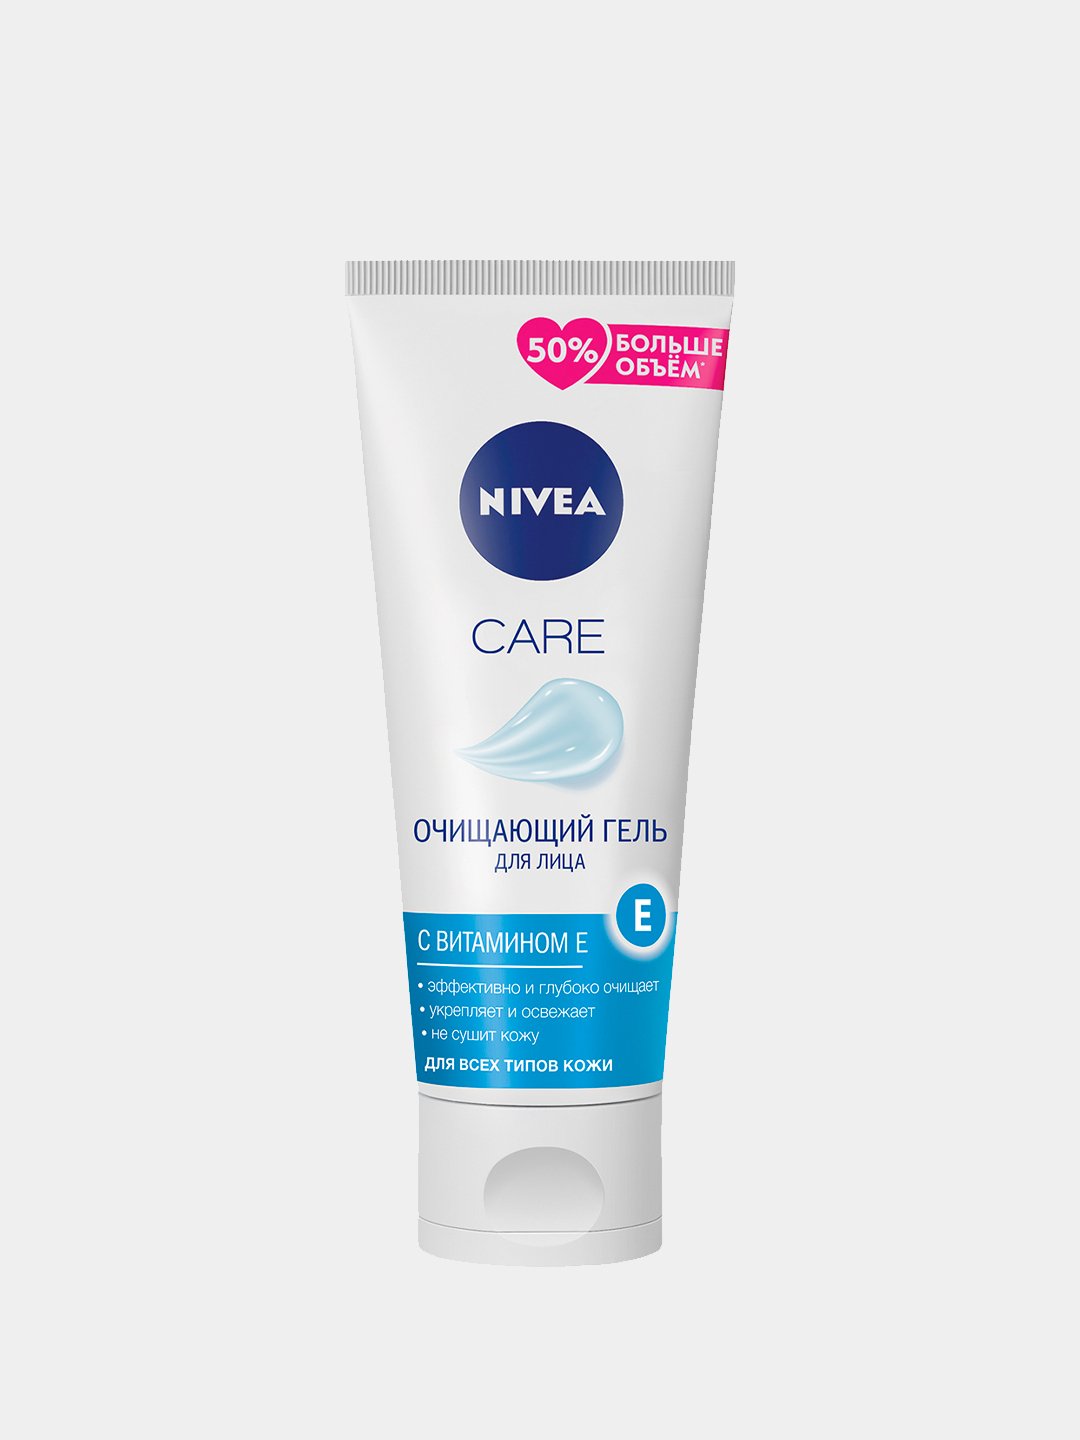 50% БОЛЬШЕ
ОБЪЁМ*
NIVEA
CARE
ОЧИЩАЮЩИЙ ГЕЛЬ
ДЛЯ ЛИЦА
E
С ВИТАМИНОМ Е
• эффективно и глубоко очищает
• укрепляет и освежает
• не сушит кожу
ДЛЯ ВСЕХ ТИПОВ КОЖИ